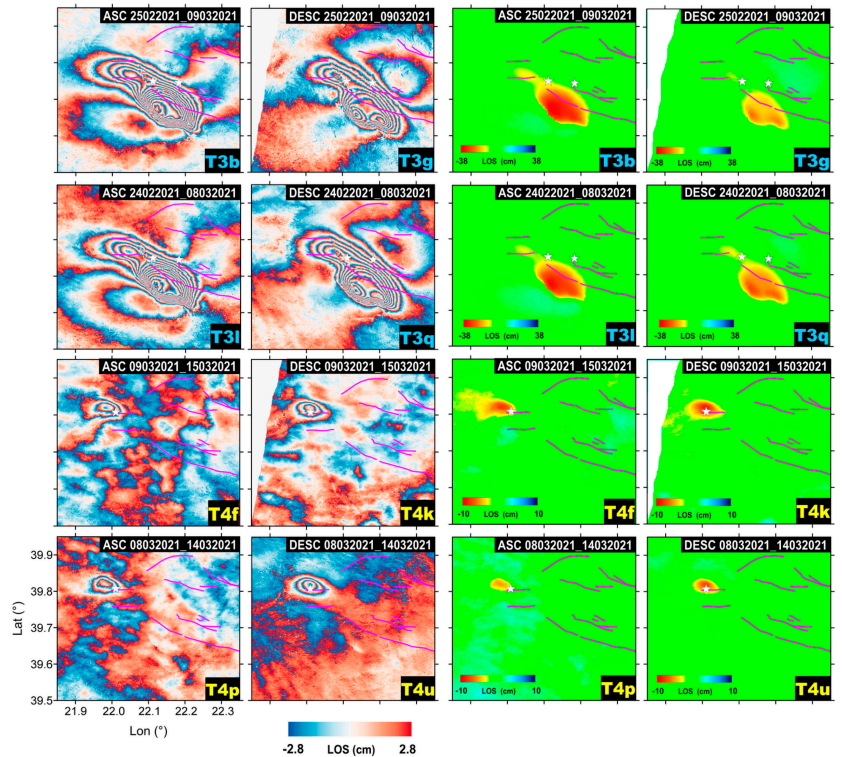 ASC 25022021_09032021
DESC 25022021_09032021
ASC 25022021_09032021
DESC 25022021_09032021
T3b
T3g
-38 LOS (cm) 38
T3b
-38 LOS (cm) 38
T3g
ASC 24022021_08032021
DESC 24022021_08032021
ASC 24022021_08032021
DESC 24022021_08032021
T3l
T3q
-38 LOS (cm) 38
T3l
-38 LOS (cm) 38
T3q
ASC 09032021_15032021
DESC 09032021_15032021
ASC 09032021_15032021
DESC 09032021_15032021
T4f
T4k
-10 LOS (cm) 10
T4f
-10 LOS (cm) 10
T4k
ASC 08032021_14032021
DESC 08032021_14032021
ASC 08032021_14032021
DESC 08032021_14032021
39.9
39.8
39.7
39.6
39.5
Lat (°)
T4p
T4u
-10 LOS (cm) 10
T4p
-10 LOS (cm) 10
T4u
21.9 22.0 22.1 22.2 22.3
Lon (°)
-2.8 LOS (cm) 2.8